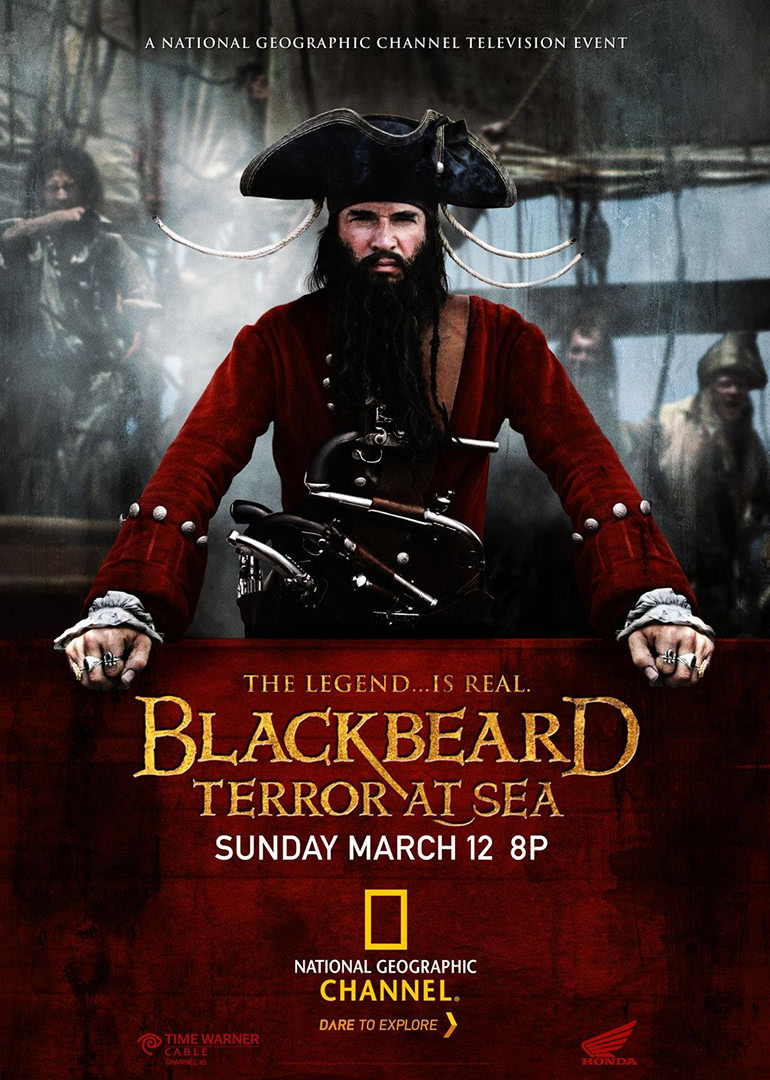 A NATIONAL GEOGRAPHIC CHANNEL TELEVISION EVENT
THE LEGEND...IS REAL.
BLACKBEARD
TERROR AT SEA
SUNDAY MARCH 12 8P
NATIONAL GEOGRAPHIC
CHANNEL®
DARE TO EXPLORE
TIME WARNER
CABLE
HONDA